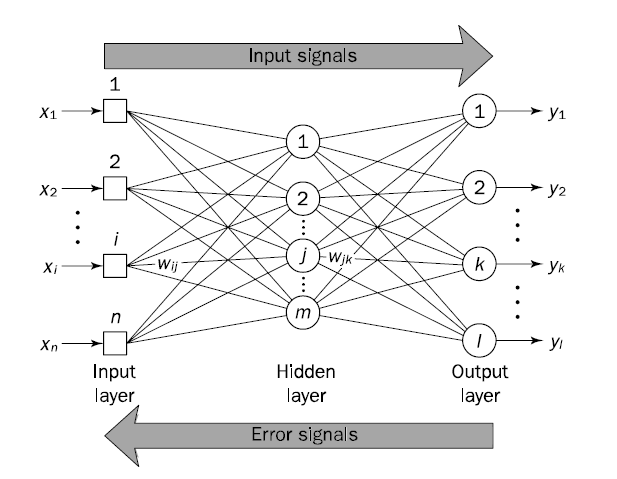 Input signals
1
x1
1
y1
1
2
x2
2
2
y2
i
xi
wij
j
wjk
k
yk
n
m
xn
l
yl
Input layer
Hidden layer
Output layer
Error signals